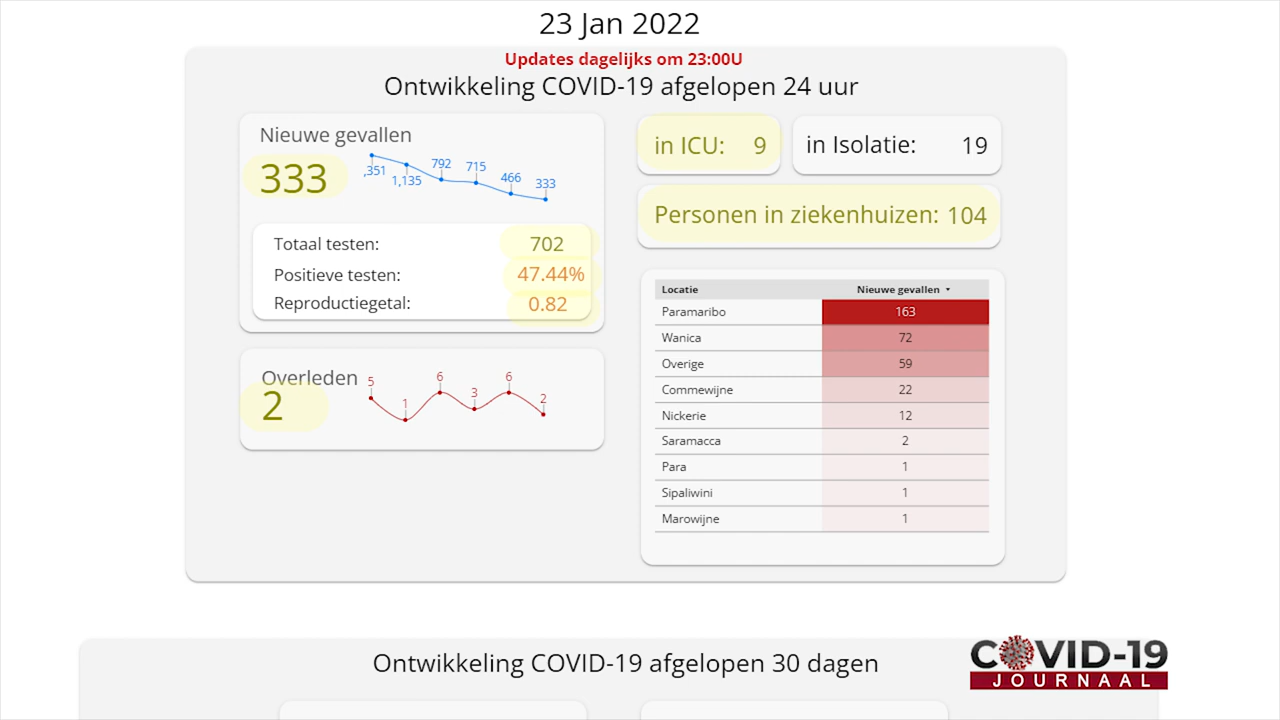 23 Jan 2022
Updates dagelijks om 23:00U
Ontwikkeling COVID-19 afgelopen 24 uur
Nieuwe gevallen
333
,351
1,135
792
715
466
333
Totaal testen: 702
Positieve testen: 47.44%
Reproductiegetal: 0.82
Overleden
2
5
1
6
3
6
2
in ICU: 9
in Isolatie: 19
Personen in ziekenhuizen: 104
Locatie Nieuwe gevallen
Paramaribo 163
Wanica 72
Overige 59
Commewijne 22
Nickerie 12
Saramacca 2
Para 1
Sipaliwini 1
Marowijne 1
Ontwikkeling COVID-19 afgelopen 30 dagen
COVID-19
JOURNAAL